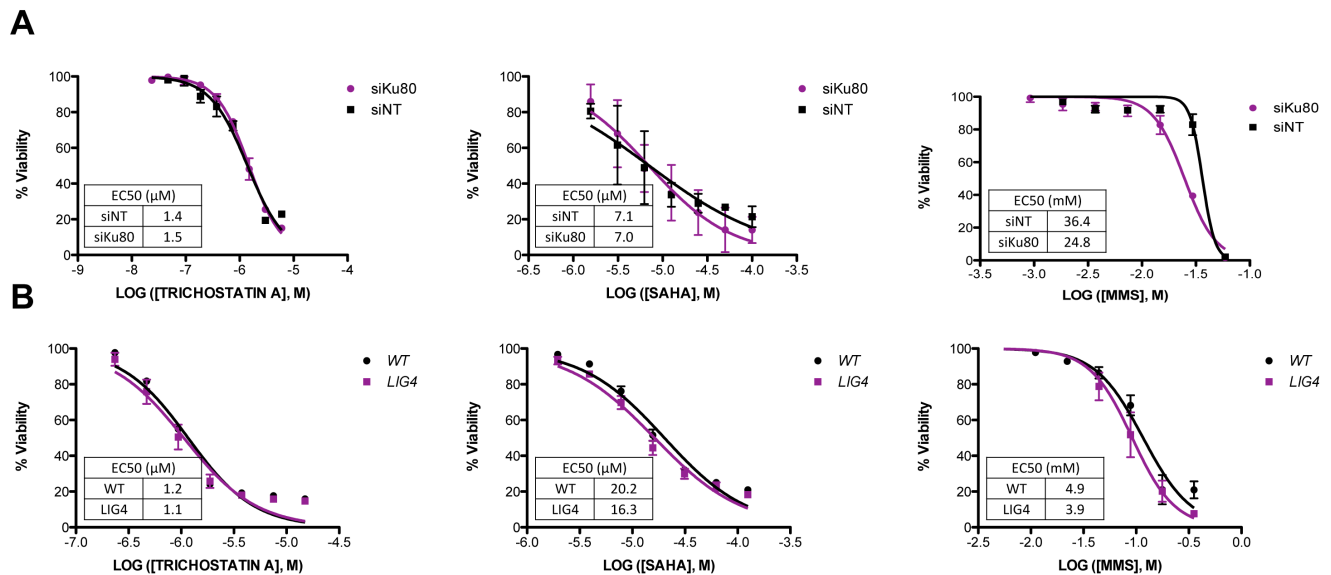 A
100
80
60
40
20
0
% Viability
siKu80
siNT
EC50 (µM)
siNT 1.4
siKu80 1.5
-9 -8 -7 -6 -5 -4
LOG ([TRICHOSTATIN A], M)
100
80
60
40
20
0
% Viability
siKu80
siNT
EC50 (µM)
siNT 7.1
siKu80 7.0
-6.0 -5.5 -5.0 -4.5 -4.0 -3.5
LOG ([SAHA], M)
100
80
60
40
20
0
% Viability
siKu80
siNT
EC50 (mM)
siNT 36.4
siKu80 24.8
-3.5 -3.0 -2.5 -2.0 -1.5 -1.0
LOG ([MMS], M)
B
100
80
60
40
20
0
% Viability
WT
LIG4
EC50 (µM)
WT 1.2
LIG4 1.1
-7.0 -6.5 -6.0 -5.5 -5.0 -4.5
LOG ([TRICHOSTATIN A], M)
100
80
60
40
20
0
% Viability
WT
LIG4
EC50 (µM)
WT 20.2
LIG4 16.3
-6.0 -5.5 -5.0 -4.5 -4.0 -3.5
LOG ([SAHA], M)
100
80
60
40
20
0
% Viability
WT
LIG4
EC50 (mM)
WT 4.9
LIG4 3.9
-2.5 -2.0 -1.5 -1.0 -0.5 0.0
LOG ([MMS], M)